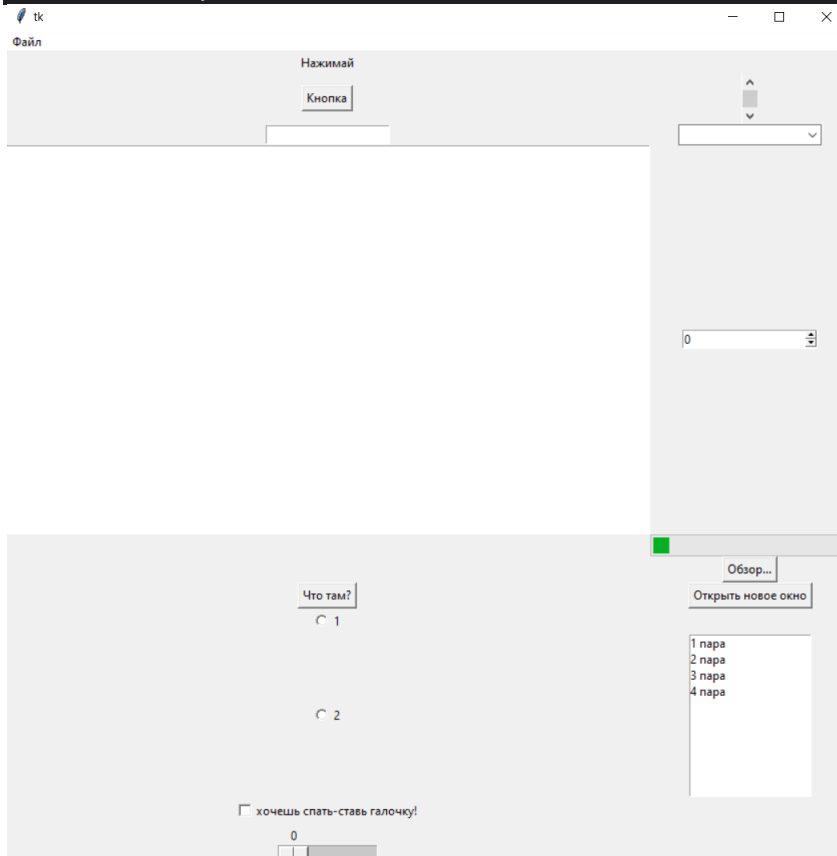 tk
Файл
Нажимай
Кнопка
0
Обзор...
Что там?
Открыть новое окно
1
1 пара
2 пара
3 пара
4 пара
2
хочешь спать-ставь галочку!
0